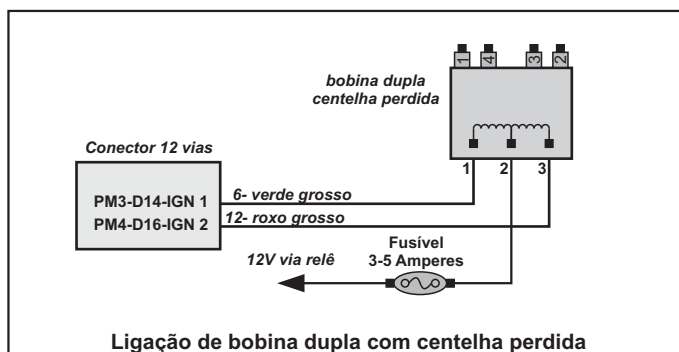 1 4 3 2
bobina dupla
centelha perdida
Conector 12 vias
PM3-D14-IGN 1
PM4-D16-IGN 2
6- verde grosso
12- roxo grosso
1 2 3
12V via relê
Fusível
3-5 Amperes
Ligação de bobina dupla com centelha perdida